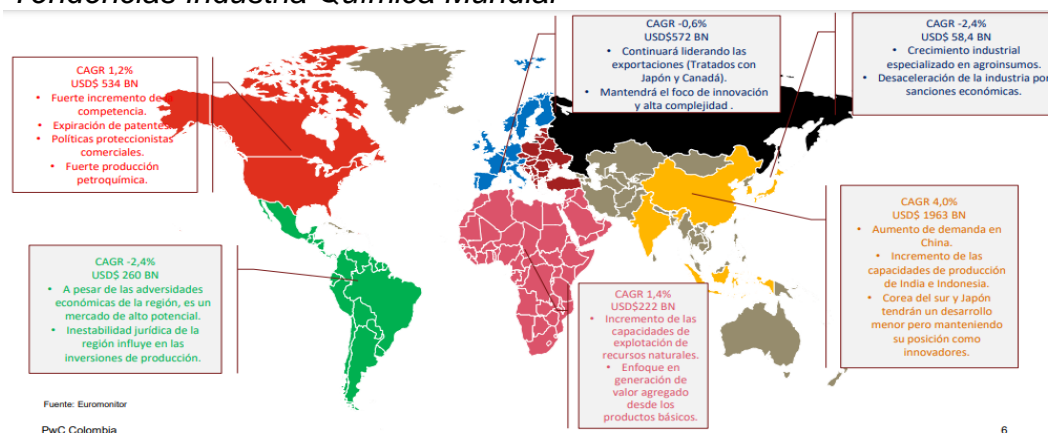 Tendencias Industria Química Mundial
CAGR 1,2%
USD$ 534 BN
• Fuerte incremento de la
competencia.
• Expiración de patentes.
• Políticas proteccionistas
comerciales.
• Fuerte producción
petroquímica.
CAGR -0,6%
USD$572 BN
• Continuará liderando las
exportaciones (Tratados con
Japón y Canadá).
• Mantendrá el foco de innovación
y alta complejidad .
CAGR -2,4%
USD$ 58,4 BN
• Crecimiento industrial
especializado en agroinsumos.
• Desaceleración de la industria por
sanciones económicas.
CAGR -2,4%
USD$ 260 BN
• A pesar de las adversidades
económicas de la región, es un
mercado de alto potencial.
• Inestabilidad jurídica de la
región influye en las
inversiones de producción.
CAGR 1,4%
USD$222 BN
• Incremento de las
capacidades de
explotación de
recursos naturales.
• Enfoque en
generación de
valor agregado
desde los
productos básicos.
CAGR 4,0%
USD$ 1963 BN
• Aumento de demanda en
China.
• Incremento de las
capacidades de producción
de India e Indonesia.
• Corea del sur y Japón
tendrán un desarrollo
menor pero manteniendo
su posición como
innovadores.
Fuente: Euromonitor
PwC Colombia
6